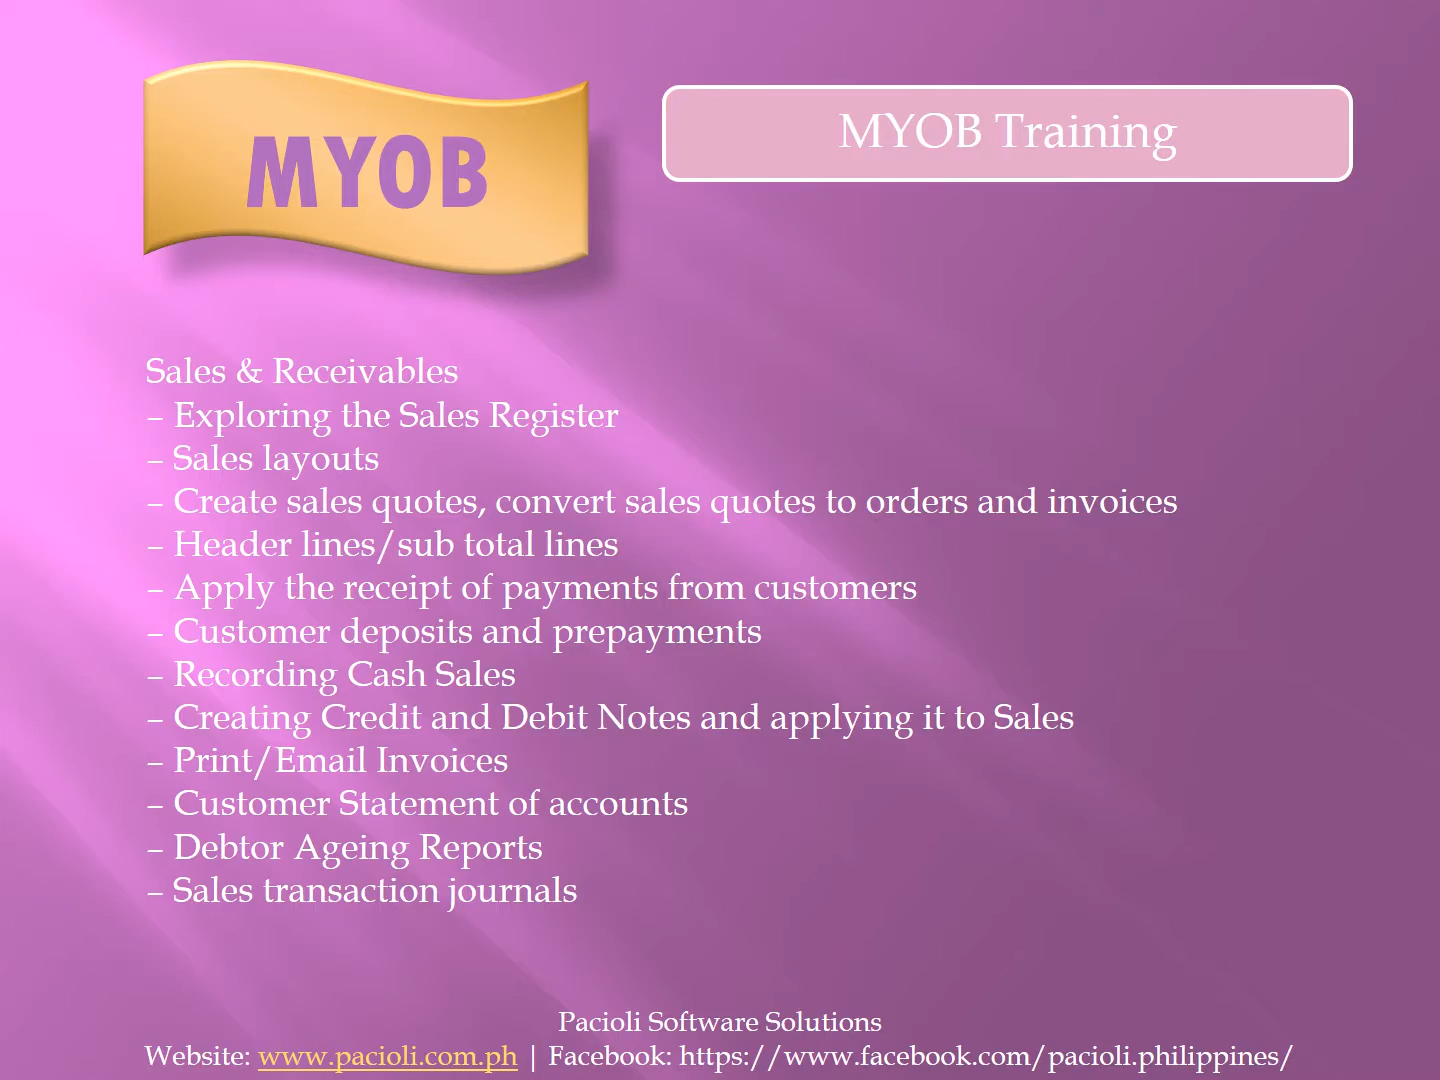 MYOB
MYOB Training
Sales & Receivables
– Exploring the Sales Register
– Sales layouts
– Create sales quotes, convert sales quotes to orders and invoices
– Header lines/sub total lines
– Apply the receipt of payments from customers
– Customer deposits and prepayments
– Recording Cash Sales
– Creating Credit and Debit Notes and applying it to Sales
– Print/Email Invoices
– Customer Statement of accounts
– Debtor Ageing Reports
– Sales transaction journals
Pacioli Software Solutions
Website: www.pacioli.com.ph | Facebook: https://www.facebook.com/pacioli.philippines/